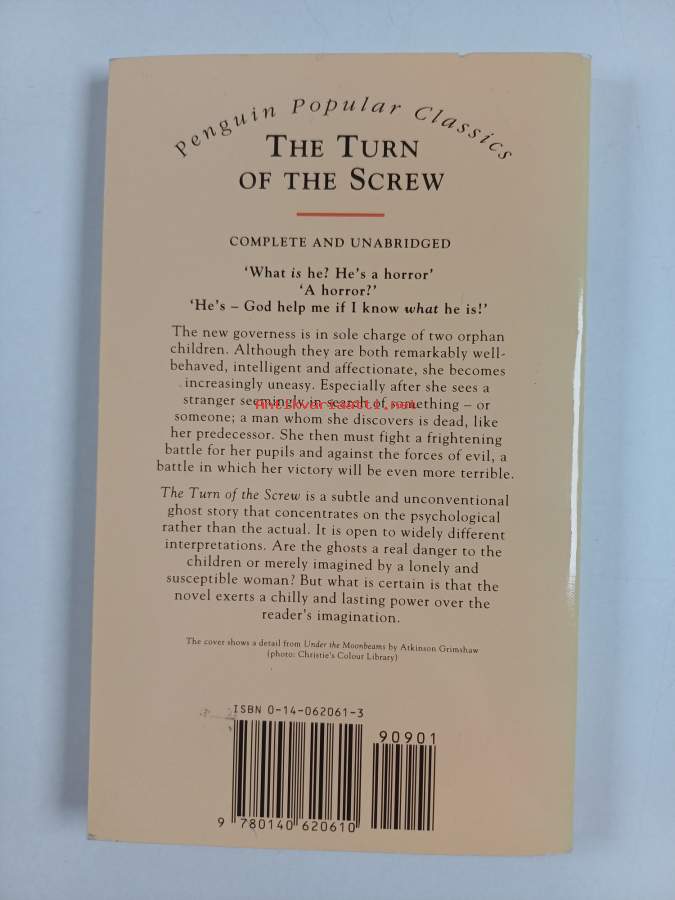 Penguin Popular Classics
THE TURN
OF THE SCREW
COMPLETE AND UNABRIDGED
‘What is he? He’s a horror’
‘A horror?’
‘He’s – God help me if I know what he is!’
The new governess is in sole charge of two orphan
children. Although they are both remarkably well-
behaved, intelligent and affectionate, she becomes
increasingly uneasy. Especially after she sees a
stranger seemingly in search of something – or
Antikvariaatti.net
someone; a man whom she discovers is dead, like
her predecessor. She then must fight a frightening
battle for her pupils and against the forces of evil, a
battle in which her victory will be even more terrible.
The Turn of the Screw is a subtle and unconventional
ghost story that concentrates on the psychological
rather than the actual. It is open to widely different
interpretations. Are the ghosts a real danger to the
children or merely imagined by a lonely and
susceptible woman? But what is certain is that the
novel exerts a chilly and lasting power over the
reader’s imagination.
The cover shows a detail from Under the Moonbeams by Atkinson Grimshaw
(photo: Christie’s Colour Library)
ISBN 0-14-062061-3
90901
9 780140 620610